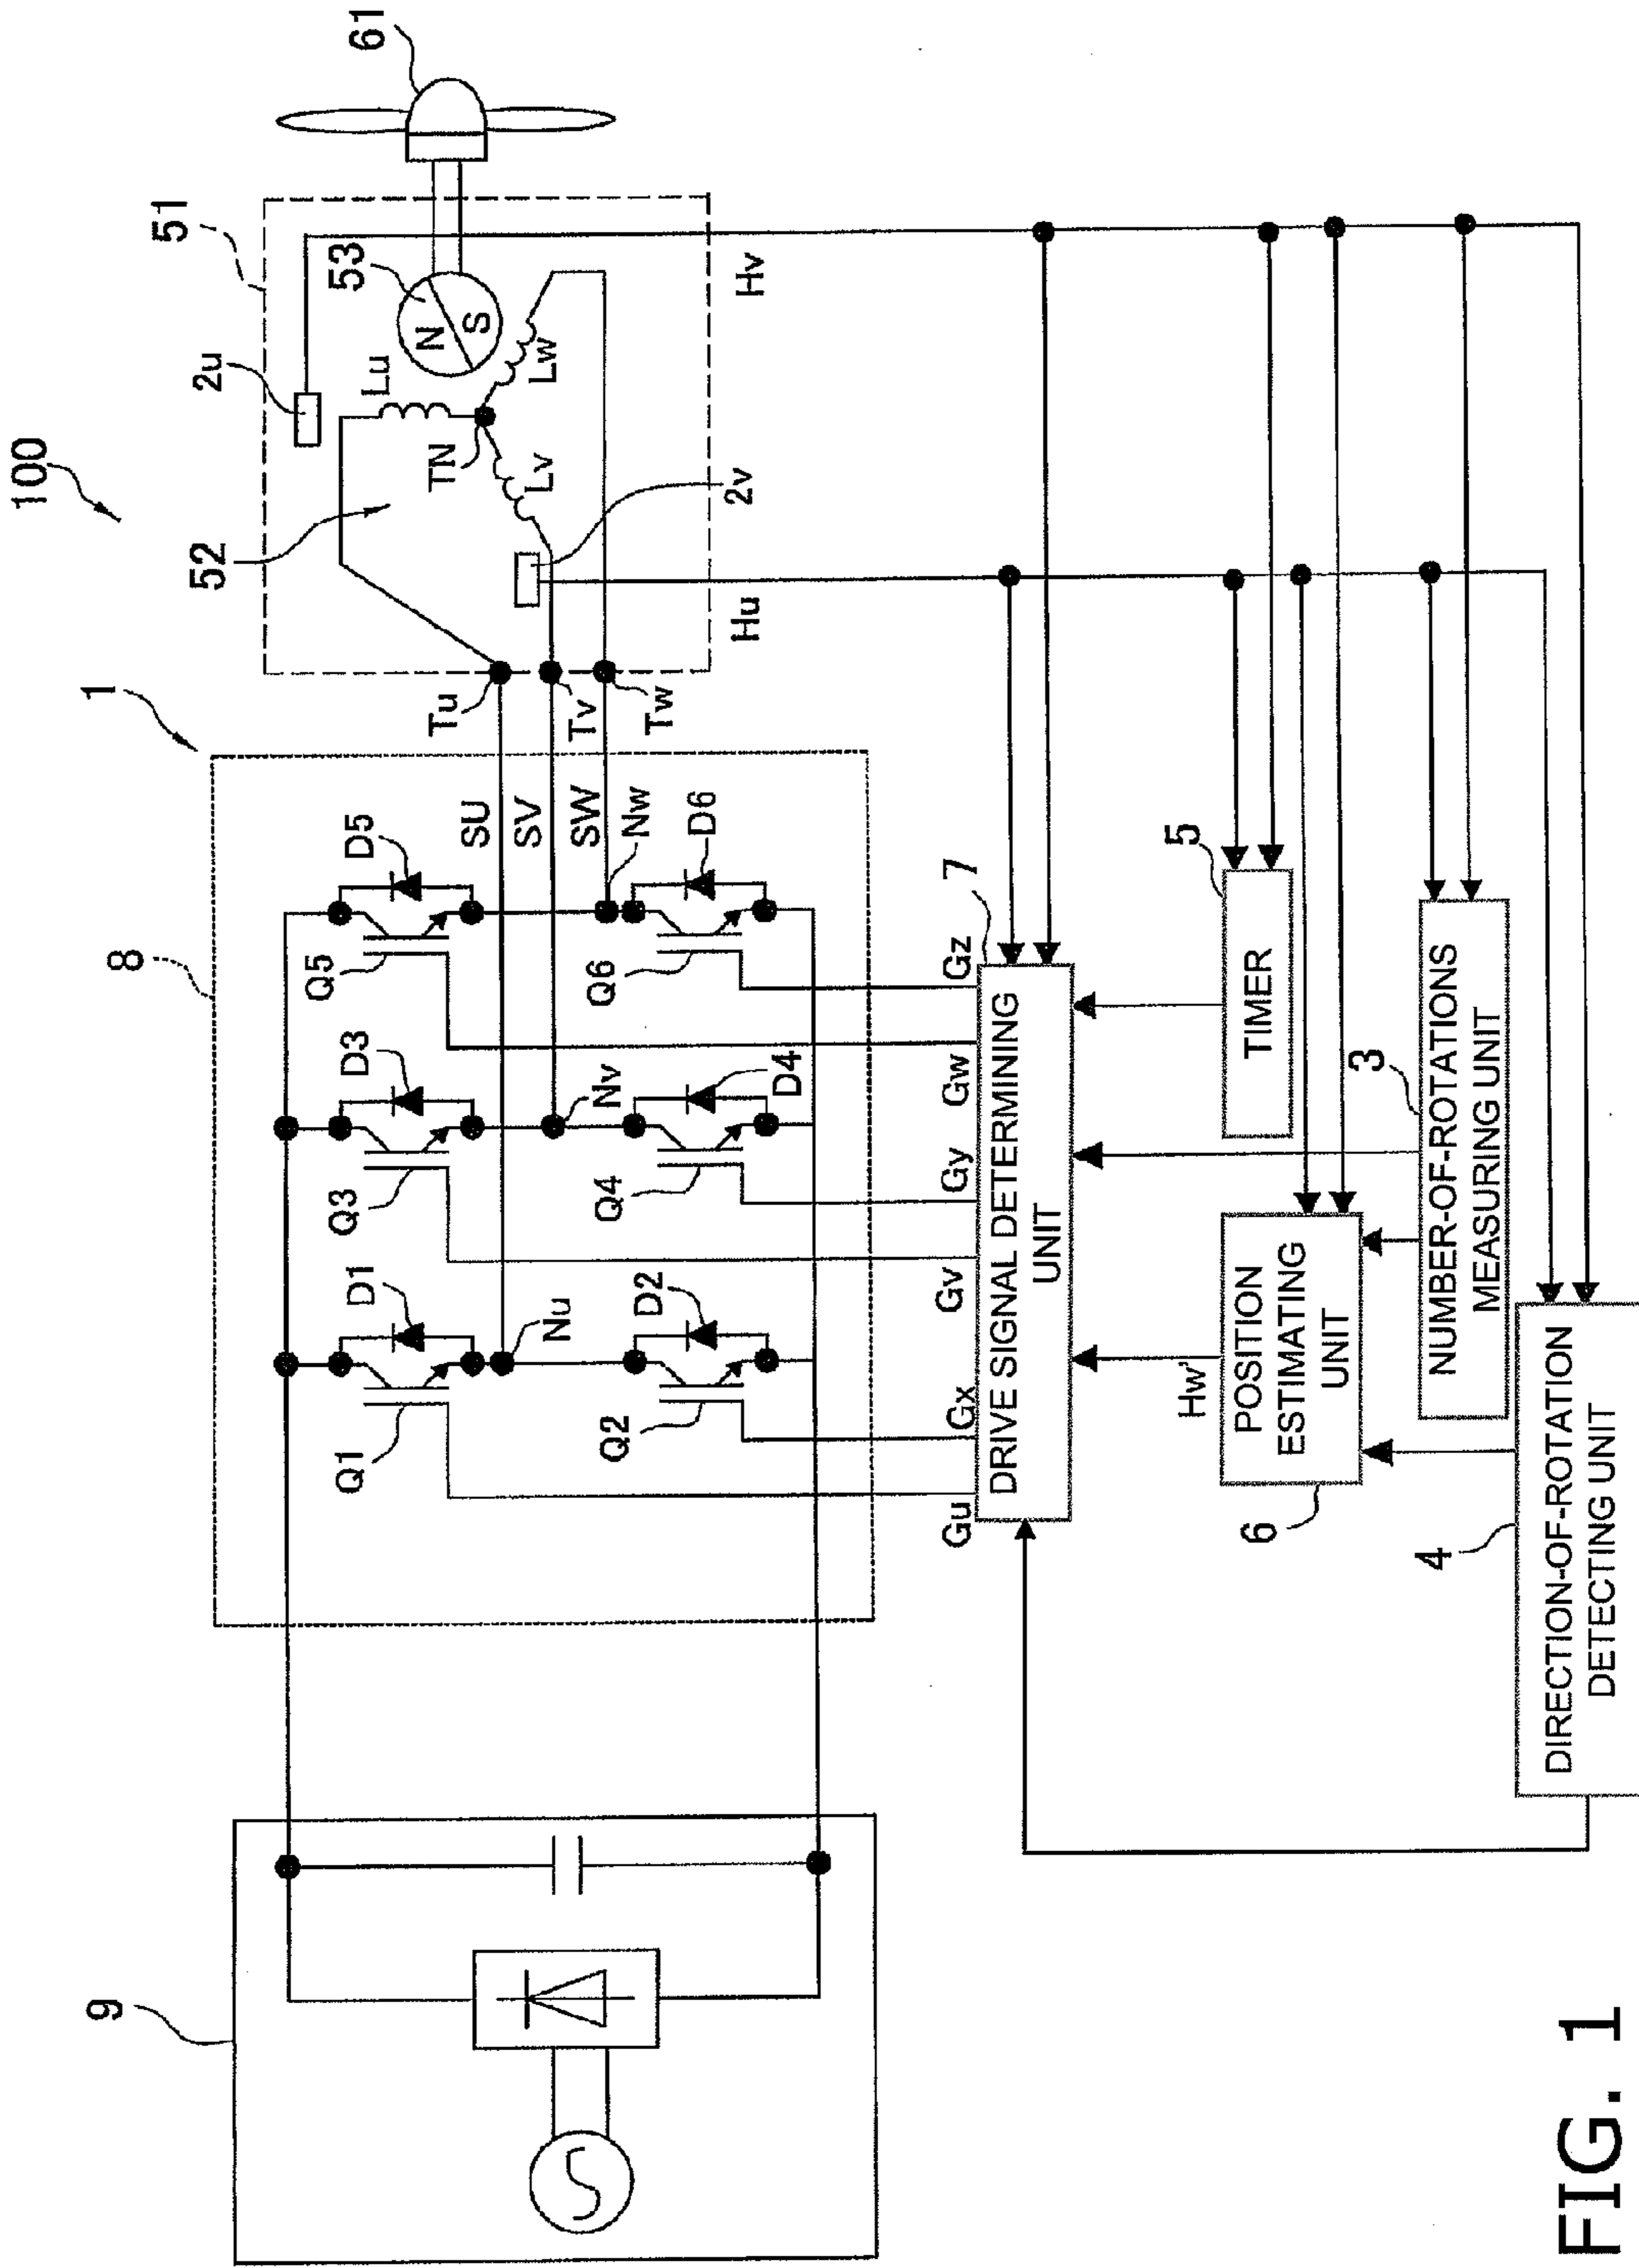 100
1
8
9
51
61
53
N
S
2u
Lu
TN
Lw
Lv
52
2v
Hu
Hv
Tu
Tv
Tw
SU
SV
SW
D5
Q5
Nw
D6
Q6
D3
Q3
Nv
D4
Q4
D1
Q1
Nu
D2
Q2
Gu
Gx
Gv
Gy
Gw
Gz
7
DRIVE SIGNAL DETERMINING
UNIT
5
TIMER
Hw'
POSITION
ESTIMATING
UNIT
6
3
NUMBER-OF-ROTATIONS
MEASURING UNIT
4
DIRECTION-OF-ROTATION
DETECTING UNIT
FIG. 1